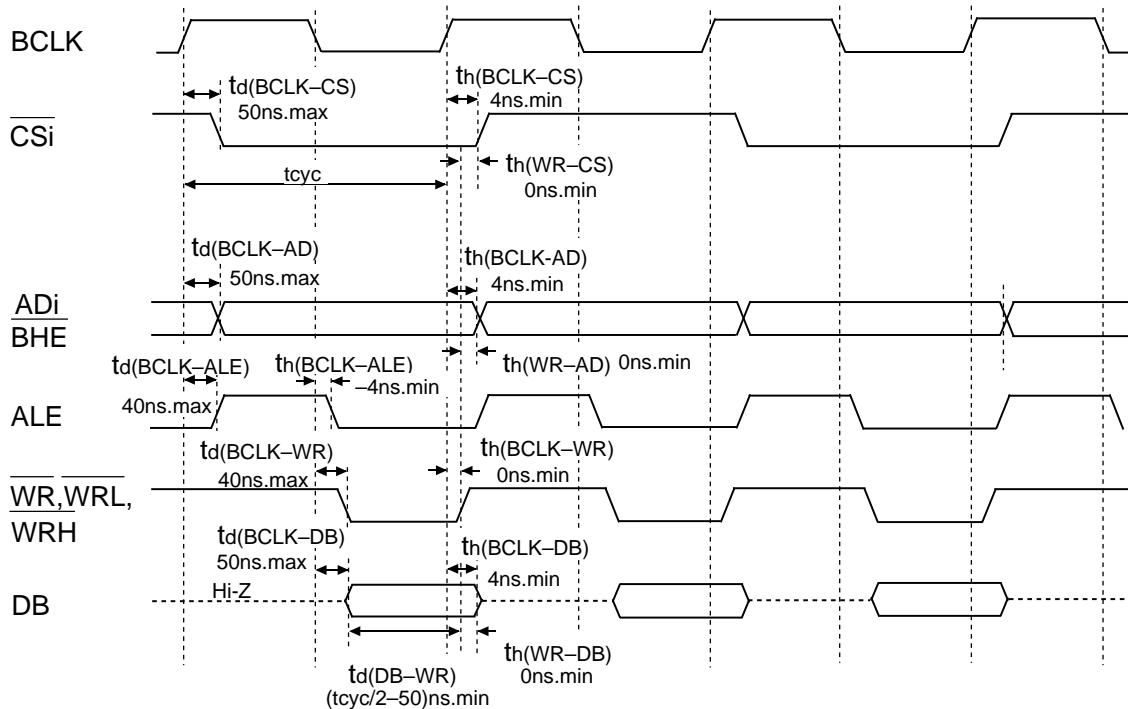 BCLK
td(BCLK–CS)
50ns.max
th(BCLK–CS)
4ns.min
CSi
tcyc
th(WR–CS)
0ns.min
td(BCLK–AD)
50ns.max
th(BCLK-AD)
4ns.min
ADi
BHE
td(BCLK–ALE)
40ns.max
th(BCLK–ALE)
–4ns.min
th(WR–AD) 0ns.min
ALE
td(BCLK–WR)
40ns.max
th(BCLK–WR)
0ns.min
WR,WRL,
WRH
td(BCLK–DB)
50ns.max
th(BCLK–DB)
4ns.min
Hi-Z
DB
td(DB–WR)
(tcyc/2–50)ns.min
th(WR–DB)
0ns.min